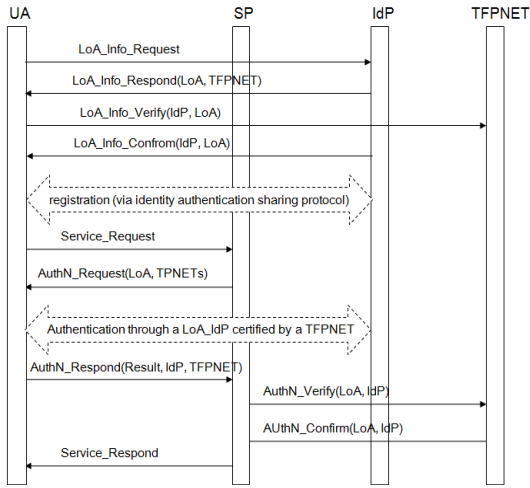 UA SP IdP TFPNET
LoA_Info_Request
LoA_Info_Respond(LoA, TFPNET)
LoA_Info_Verify(IdP, LoA)
LoA_Info_Confrom(IdP, LoA)
registration (via identity authentication sharing protocol)
Service_Request
AuthN_Request(LoA, TPNETs)
Authentication through a LoA_IdP certified by a TFPNET
AuthN_Respond(Result, IdP, TFPNET)
AuthN_Verify(LoA, IdP)
AUthN_Confirm(LoA, IdP)
Service_Respond